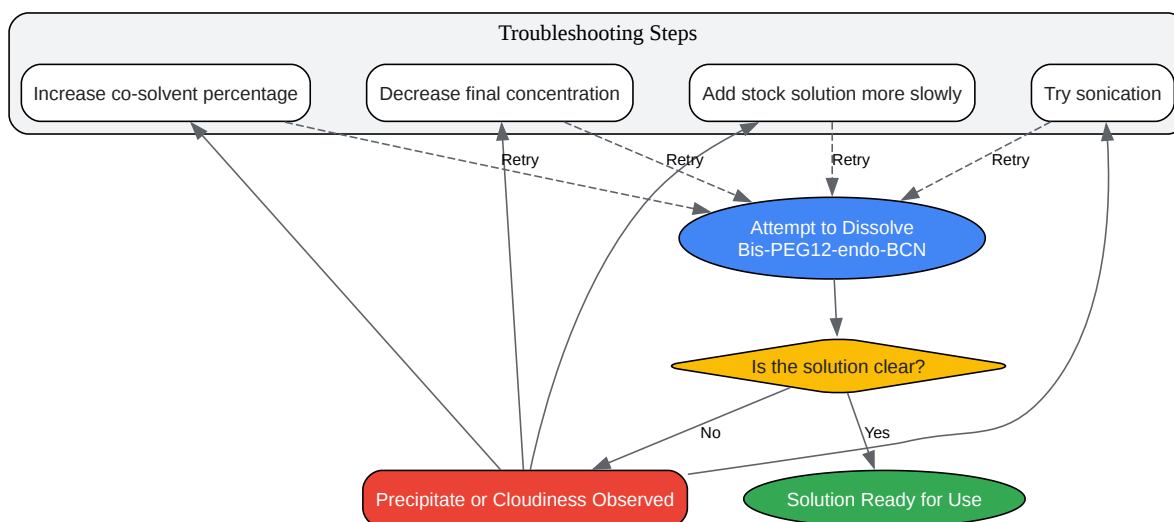 Troubleshooting Steps
Increase co-solvent percentage
Decrease final concentration
Add stock solution more slowly
Try sonication
Retry
Retry
Retry
Retry
Attempt to Dissolve
Bis-PEG12-endo-BCN
Is the solution clear?
No
Yes
Precipitate or Cloudiness Observed
Solution Ready for Use